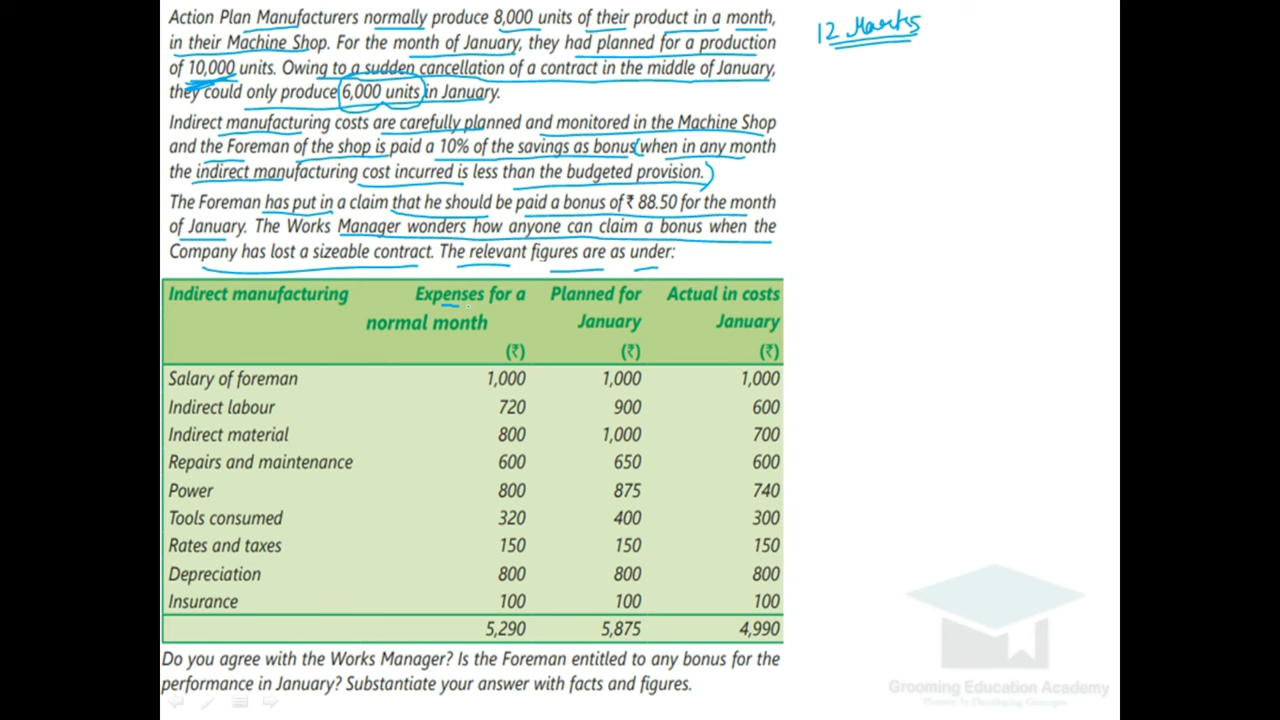 Action Plan Manufacturers normally produce 8,000 units of their product in a month,
in their Machine Shop. For the month of January, they had planned for a production
of 10,000 units. Owing to a sudden cancellation of a contract in the middle of January,
they could only produce 6,000 units in January.
12 Marks
Indirect manufacturing costs are carefully planned and monitored in the Machine Shop
and the Foreman of the shop is paid a 10% of the savings as bonus (when in any month
the indirect manufacturing cost incurred is less than the budgeted provision.)
The Foreman has put in a claim that he should be paid a bonus of ₹ 88.50 for the month
of January. The Works Manager wonders how anyone can claim a bonus when the
Company has lost a sizeable contract. The relevant figures are as under:
Indirect manufacturing Expenses for a Planned for Actual in costs
normal month January January
(₹) (₹) (₹)
Salary of foreman 1,000 1,000 1,000
Indirect labour 720 900 600
Indirect material 800 1,000 700
Repairs and maintenance 600 650 600
Power 800 875 740
Tools consumed 320 400 300
Rates and taxes 150 150 150
Depreciation 800 800 800
Insurance 100 100 100
5,290 5,875 4,990
Do you agree with the Works Manager? Is the Foreman entitled to any bonus for the
performance in January? Substantiate your answer with facts and figures.
Grooming Education Academy
Planning by Developing Concepts